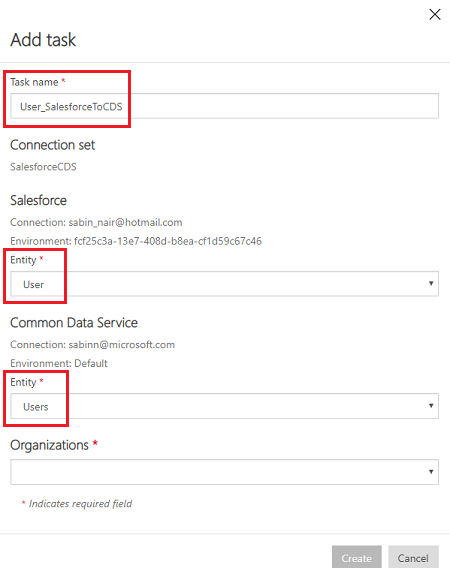 Add task
Task name *
User_SalesforceToCDS
Connection set
SalesforceCDS
Salesforce
Connection: sabin_nair@hotmail.com
Environment: fcf25c3a-13e7-408d-b8ea-cf1d59c67c46
Entity *
User
Common Data Service
Connection: sabinn@microsoft.com
Environment: Default
Entity *
Users
Organizations *
* Indicates required field
Create Cancel